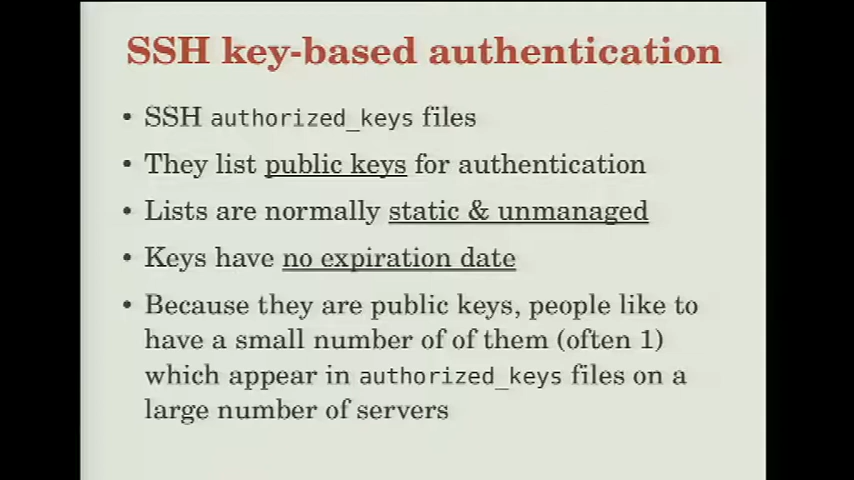 SSH key-based authentication
• SSH authorized_keys files
• They list public keys for authentication
• Lists are normally static & unmanaged
• Keys have no expiration date
• Because they are public keys, people like to
have a small number of of them (often 1)
which appear in authorized_keys files on a
large number of servers